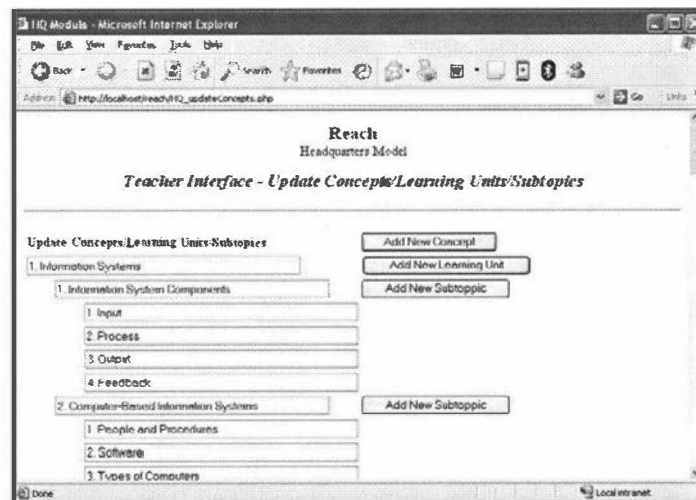 HQ Module - Microsoft Internet Explorer
File Edit View Favorites Tools Help
Back Search Favorites
Address http://localhost/reach/HQ_updateConcepts.php Go Links
Reach
Headquarters Model
Teacher Interface - Update Concepts/Learning Units/Subtopics
Update Concepts/Learning Units/Subtopics Add New Concept
1. Information Systems Add New Learning Unit
1. Information System Components Add New Subtoppic
1. Input
2. Process
3. Output
4. Feedback
2. Computer-Based Information Systems Add New Subtoppic
1. People and Procedures
2. Software
3. Types of Computers
Done Local intranet